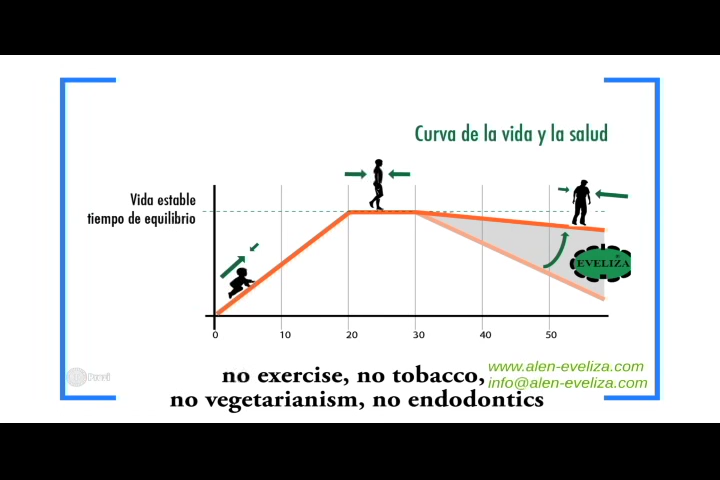 Curva de la vida y la salud
Vida estable
tiempo de equilibrio
EVELIZA
0 10 20 30 40 50
www.alen-eveliza.com
info@alen-eveliza.com
no exercise, no tobacco,
no vegetarianism, no endodontics
Prezi